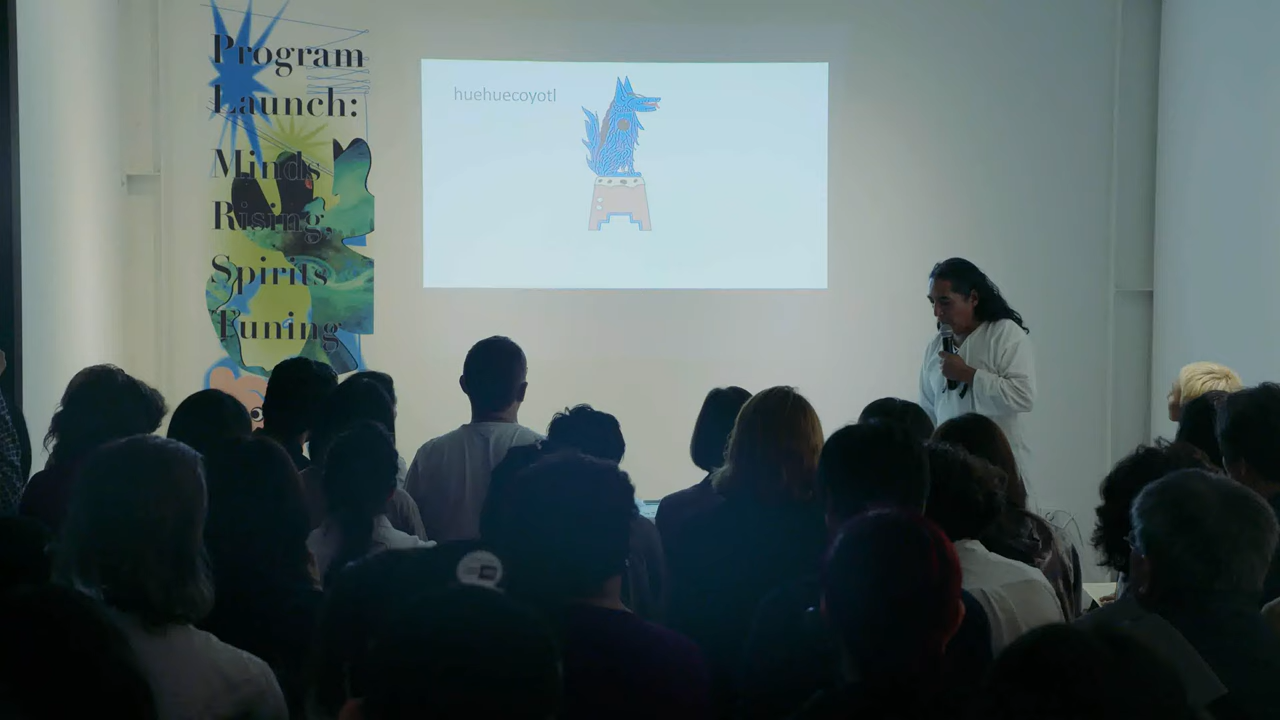 Program
Launch:
Minds
Rising,
Spirits
Tuning
huehuecoyotl